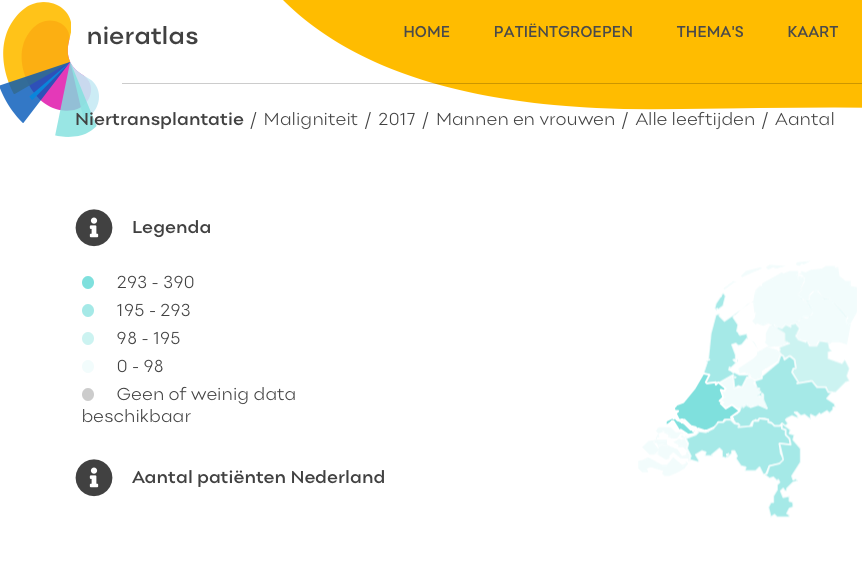 nieratlas
HOME PATIËNTGROEPEN THEMA'S KAART
Niertransplantatie / Maligniteit / 2017 / Mannen en vrouwen / Alle leeftijden / Aantal
Legenda
293 - 390
195 - 293
98 - 195
0 - 98
Geen of weinig data
beschikbaar
Aantal patiënten Nederland